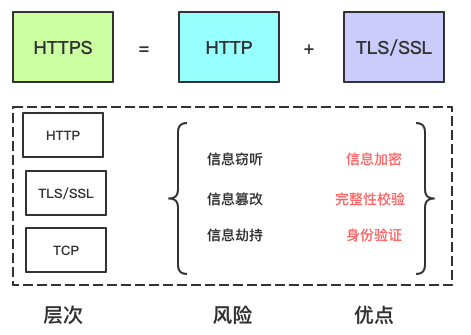 HTTPS = HTTP + TLS/SSL
HTTP
TLS/SSL
TCP
信息窃听 信息加密
信息篡改 完整性校验
信息劫持 身份验证
层次 风险 优点